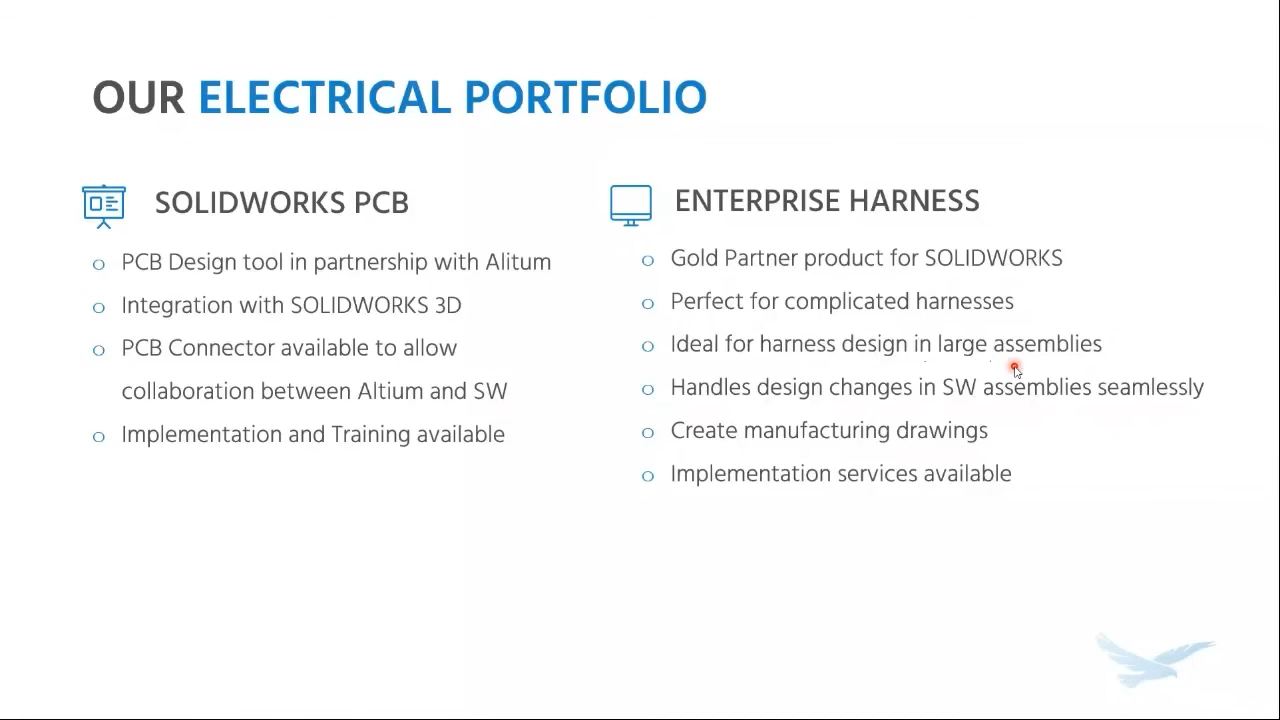 OUR ELECTRICAL PORTFOLIO
SOLIDWORKS PCB
o PCB Design tool in partnership with Alitum
o Integration with SOLIDWORKS 3D
o PCB Connector available to allow
collaboration between Altium and SW
o Implementation and Training available
ENTERPRISE HARNESS
o Gold Partner product for SOLIDWORKS
o Perfect for complicated harnesses
o Ideal for harness design in large assemblies
o Handles design changes in SW assemblies seamlessly
o Create manufacturing drawings
o Implementation services available